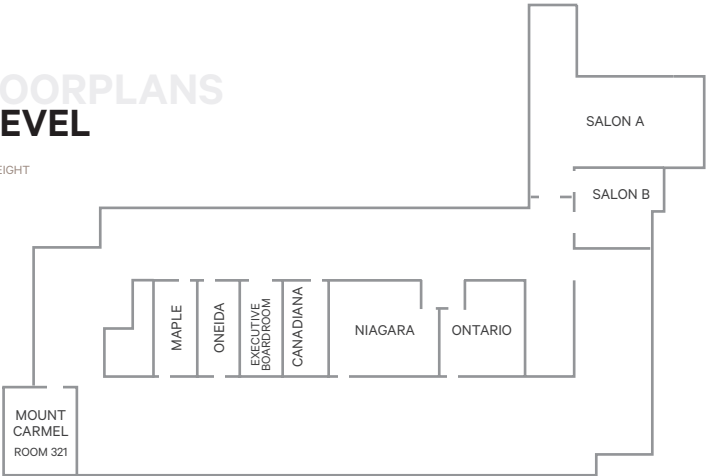 OORPLANS
EVEL
EIGHT
SALON A
SALON B
MAPLE
ONEIDA
EXECUTIVE
BOARDROOM
CANADIANA
NIAGARA
ONTARIO
MOUNT
CARMEL
ROOM 321